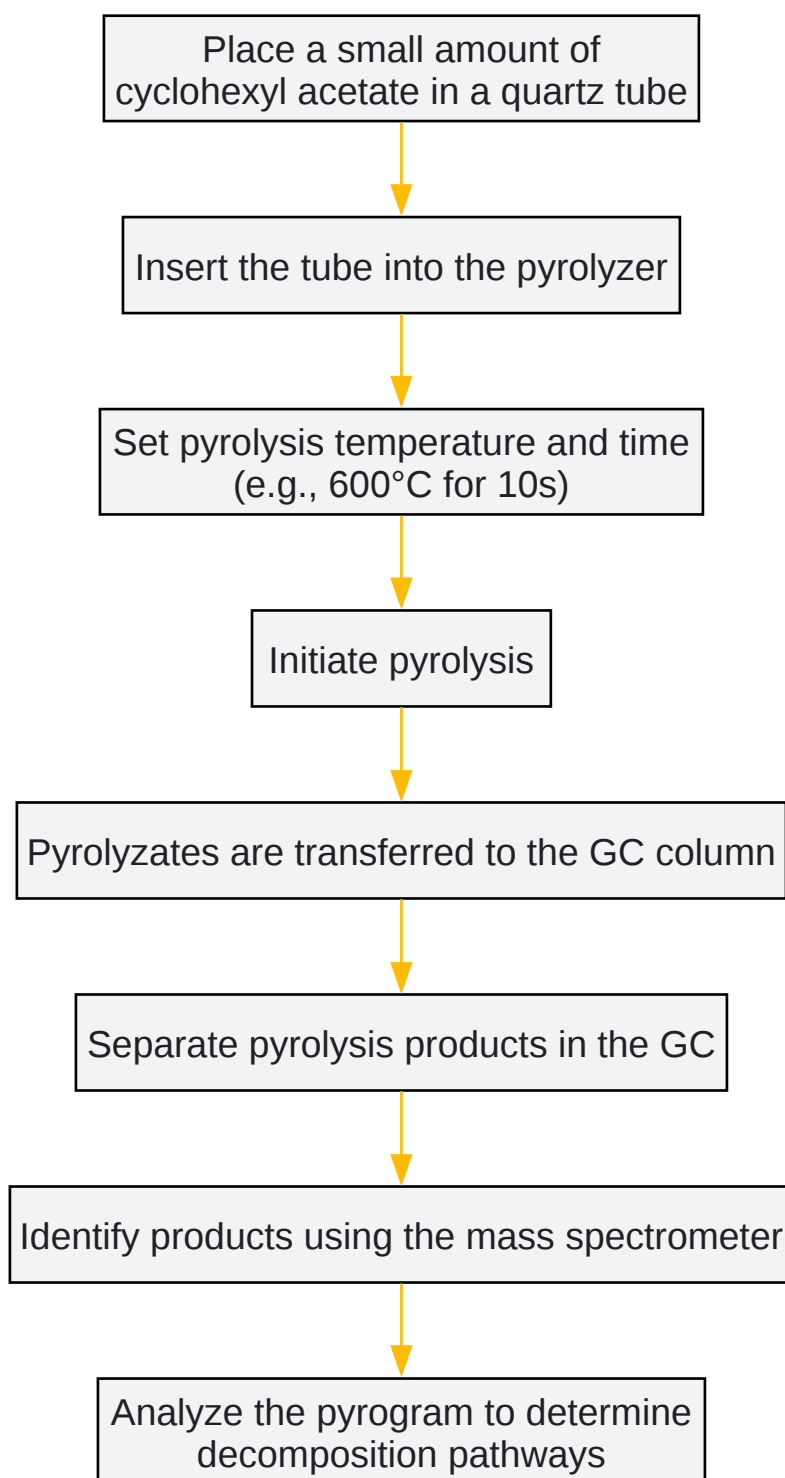 Place a small amount of
cyclohexyl acetate in a quartz tube
Insert the tube into the pyrolyzer
Set pyrolysis temperature and time
(e.g., 600°C for 10s)
Initiate pyrolysis
Pyrolyzates are transferred to the GC column
Separate pyrolysis products in the GC
Identify products using the mass spectrometer
Analyze the pyrogram to determine
decomposition pathways